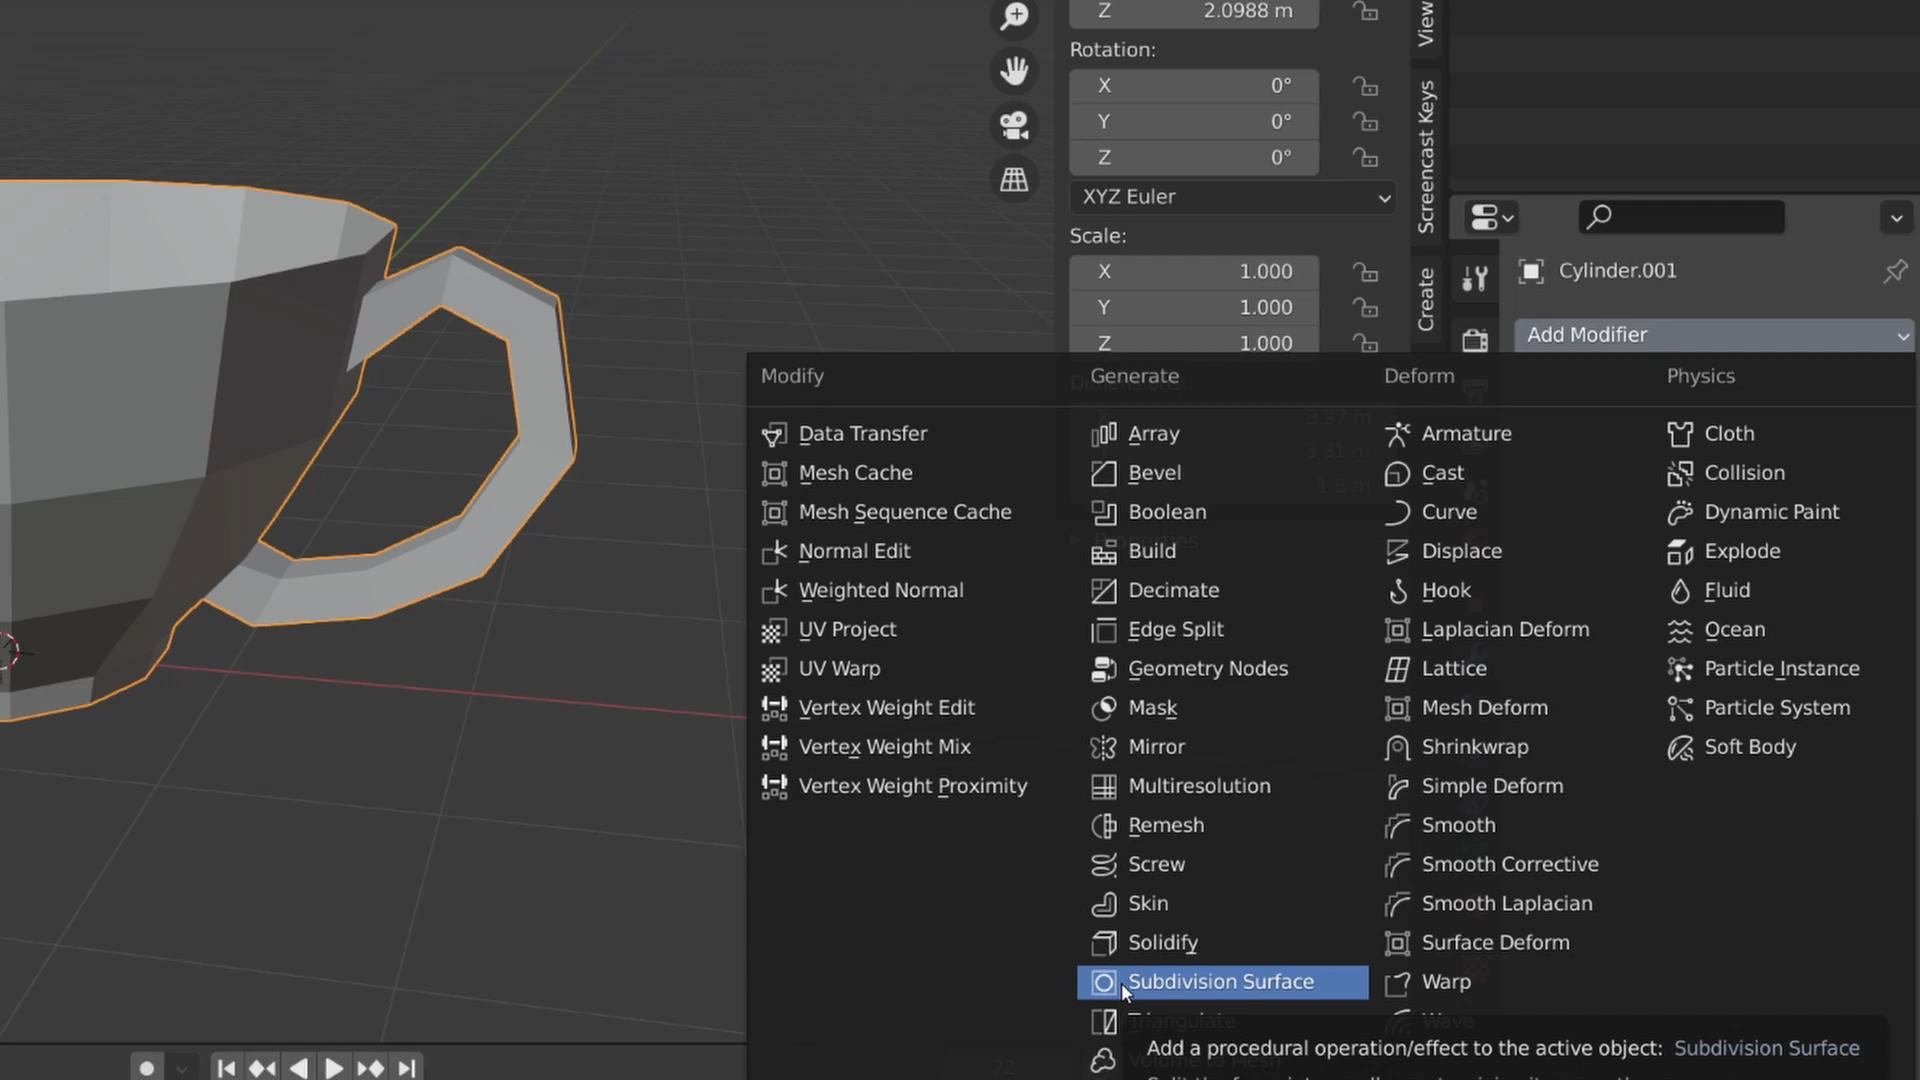 Z 2.0988 m
View
Rotation:
X 0°
Y 0°
Z 0°
XYZ Euler
Screencast Keys
Scale:
X 1.000
Y 1.000
Z 1.000
Create
Cylinder.001
Add Modifier
Modify
Data Transfer
Mesh Cache
Mesh Sequence Cache
Normal Edit
Weighted Normal
UV Project
UV Warp
Vertex Weight Edit
Vertex Weight Mix
Vertex Weight Proximity
Generate
Array
Bevel
Boolean
Build
Decimate
Edge Split
Geometry Nodes
Mask
Mirror
Multiresolution
Remesh
Screw
Skin
Solidify
Subdivision Surface
Triangulate
Deform
Armature
Cast
Curve
Displace
Hook
Laplacian Deform
Lattice
Mesh Deform
Shrinkwrap
Simple Deform
Smooth
Smooth Corrective
Smooth Laplacian
Surface Deform
Warp
Wave
Physics
Cloth
Collision
Dynamic Paint
Explode
Fluid
Ocean
Particle Instance
Particle System
Soft Body
Add a procedural operation/effect to the active object: Subdivision Surface